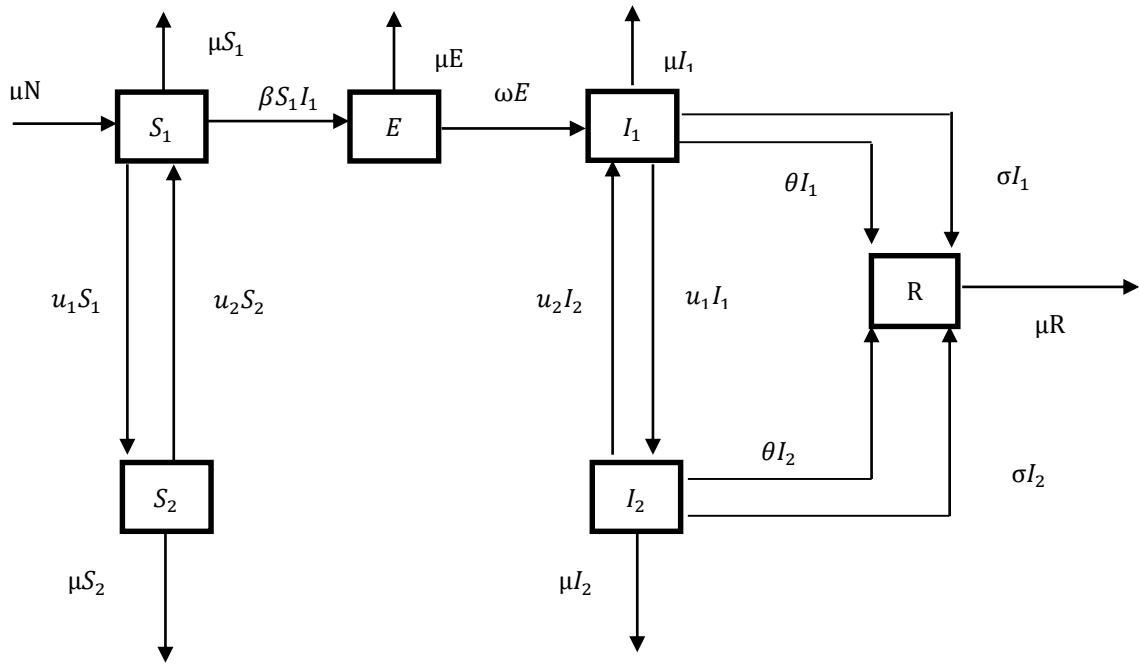 μS₁
μE
μI₁
μN
βS₁I₁
ωE
S₁
E
I₁
θI₁
σI₁
u₁S₁
u₂S₂
u₂I₂
u₁I₁
R
μR
θI₂
σI₂
S₂
I₂
μS₂
μI₂